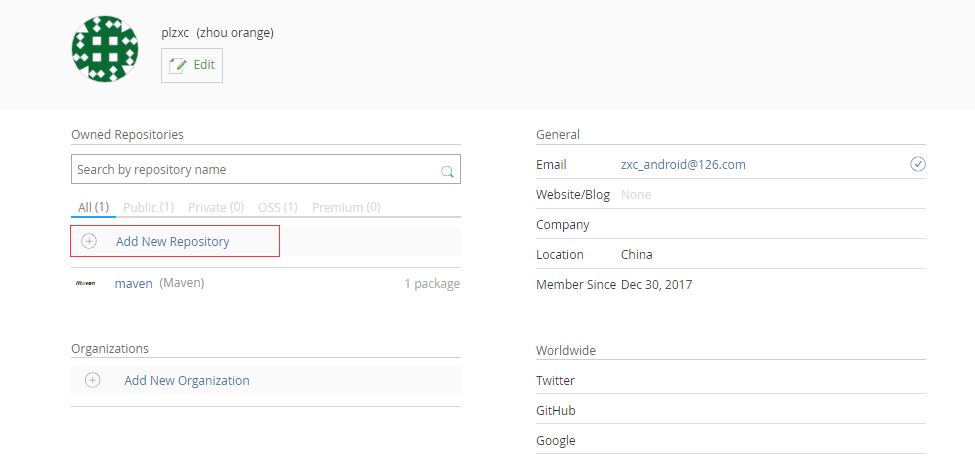 plzxc (zhou orange)
Edit
Owned Repositories
Search by repository name
All (1) Public (1) Private (0) OSS (1) Premium (0)
Add New Repository
maven maven (Maven) 1 package
Organizations
Add New Organization
General
Email zxc_android@126.com
Website/Blog None
Company
Location China
Member Since Dec 30, 2017
Worldwide
Twitter
GitHub
Google